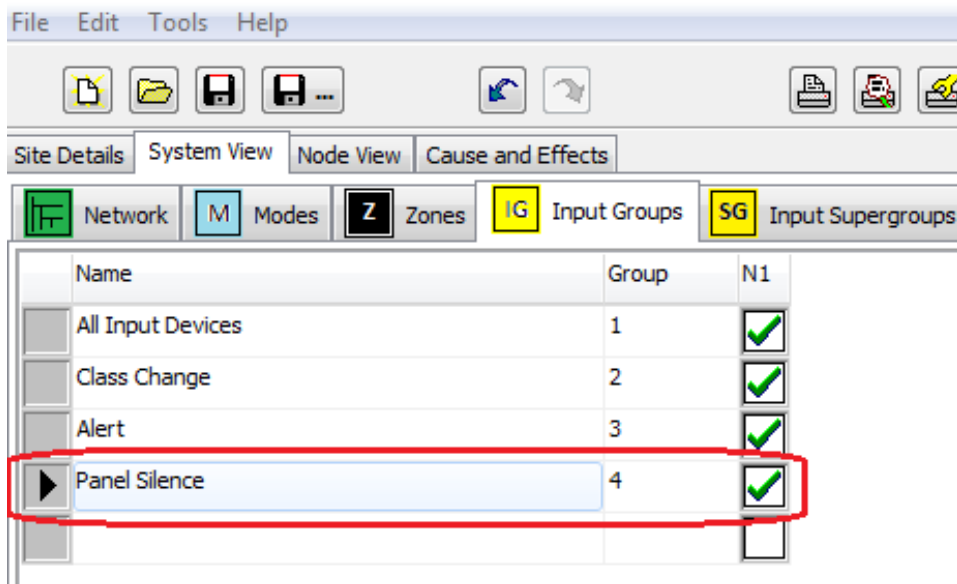 File Edit Tools Help
...
Site Details System View Node View Cause and Effects
Network M Modes Z Zones IG Input Groups SG Input Supergroups
Name Group N1
All Input Devices 1
Class Change 2
Alert 3
Panel Silence 4